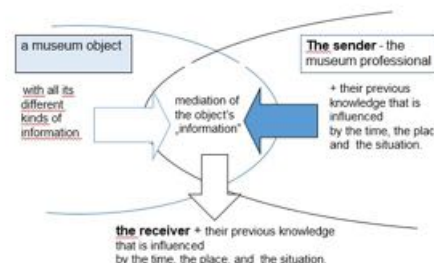 a museum object
with all its
different
kinds of
information
mediation of
the object's
„information"
The sender - the
museum professional
+ their previous
knowledge that is
influenced
by the time, the plac
and the situation.
the receiver + their previous knowledge
that is influenced
by the time, the place, and the situation.